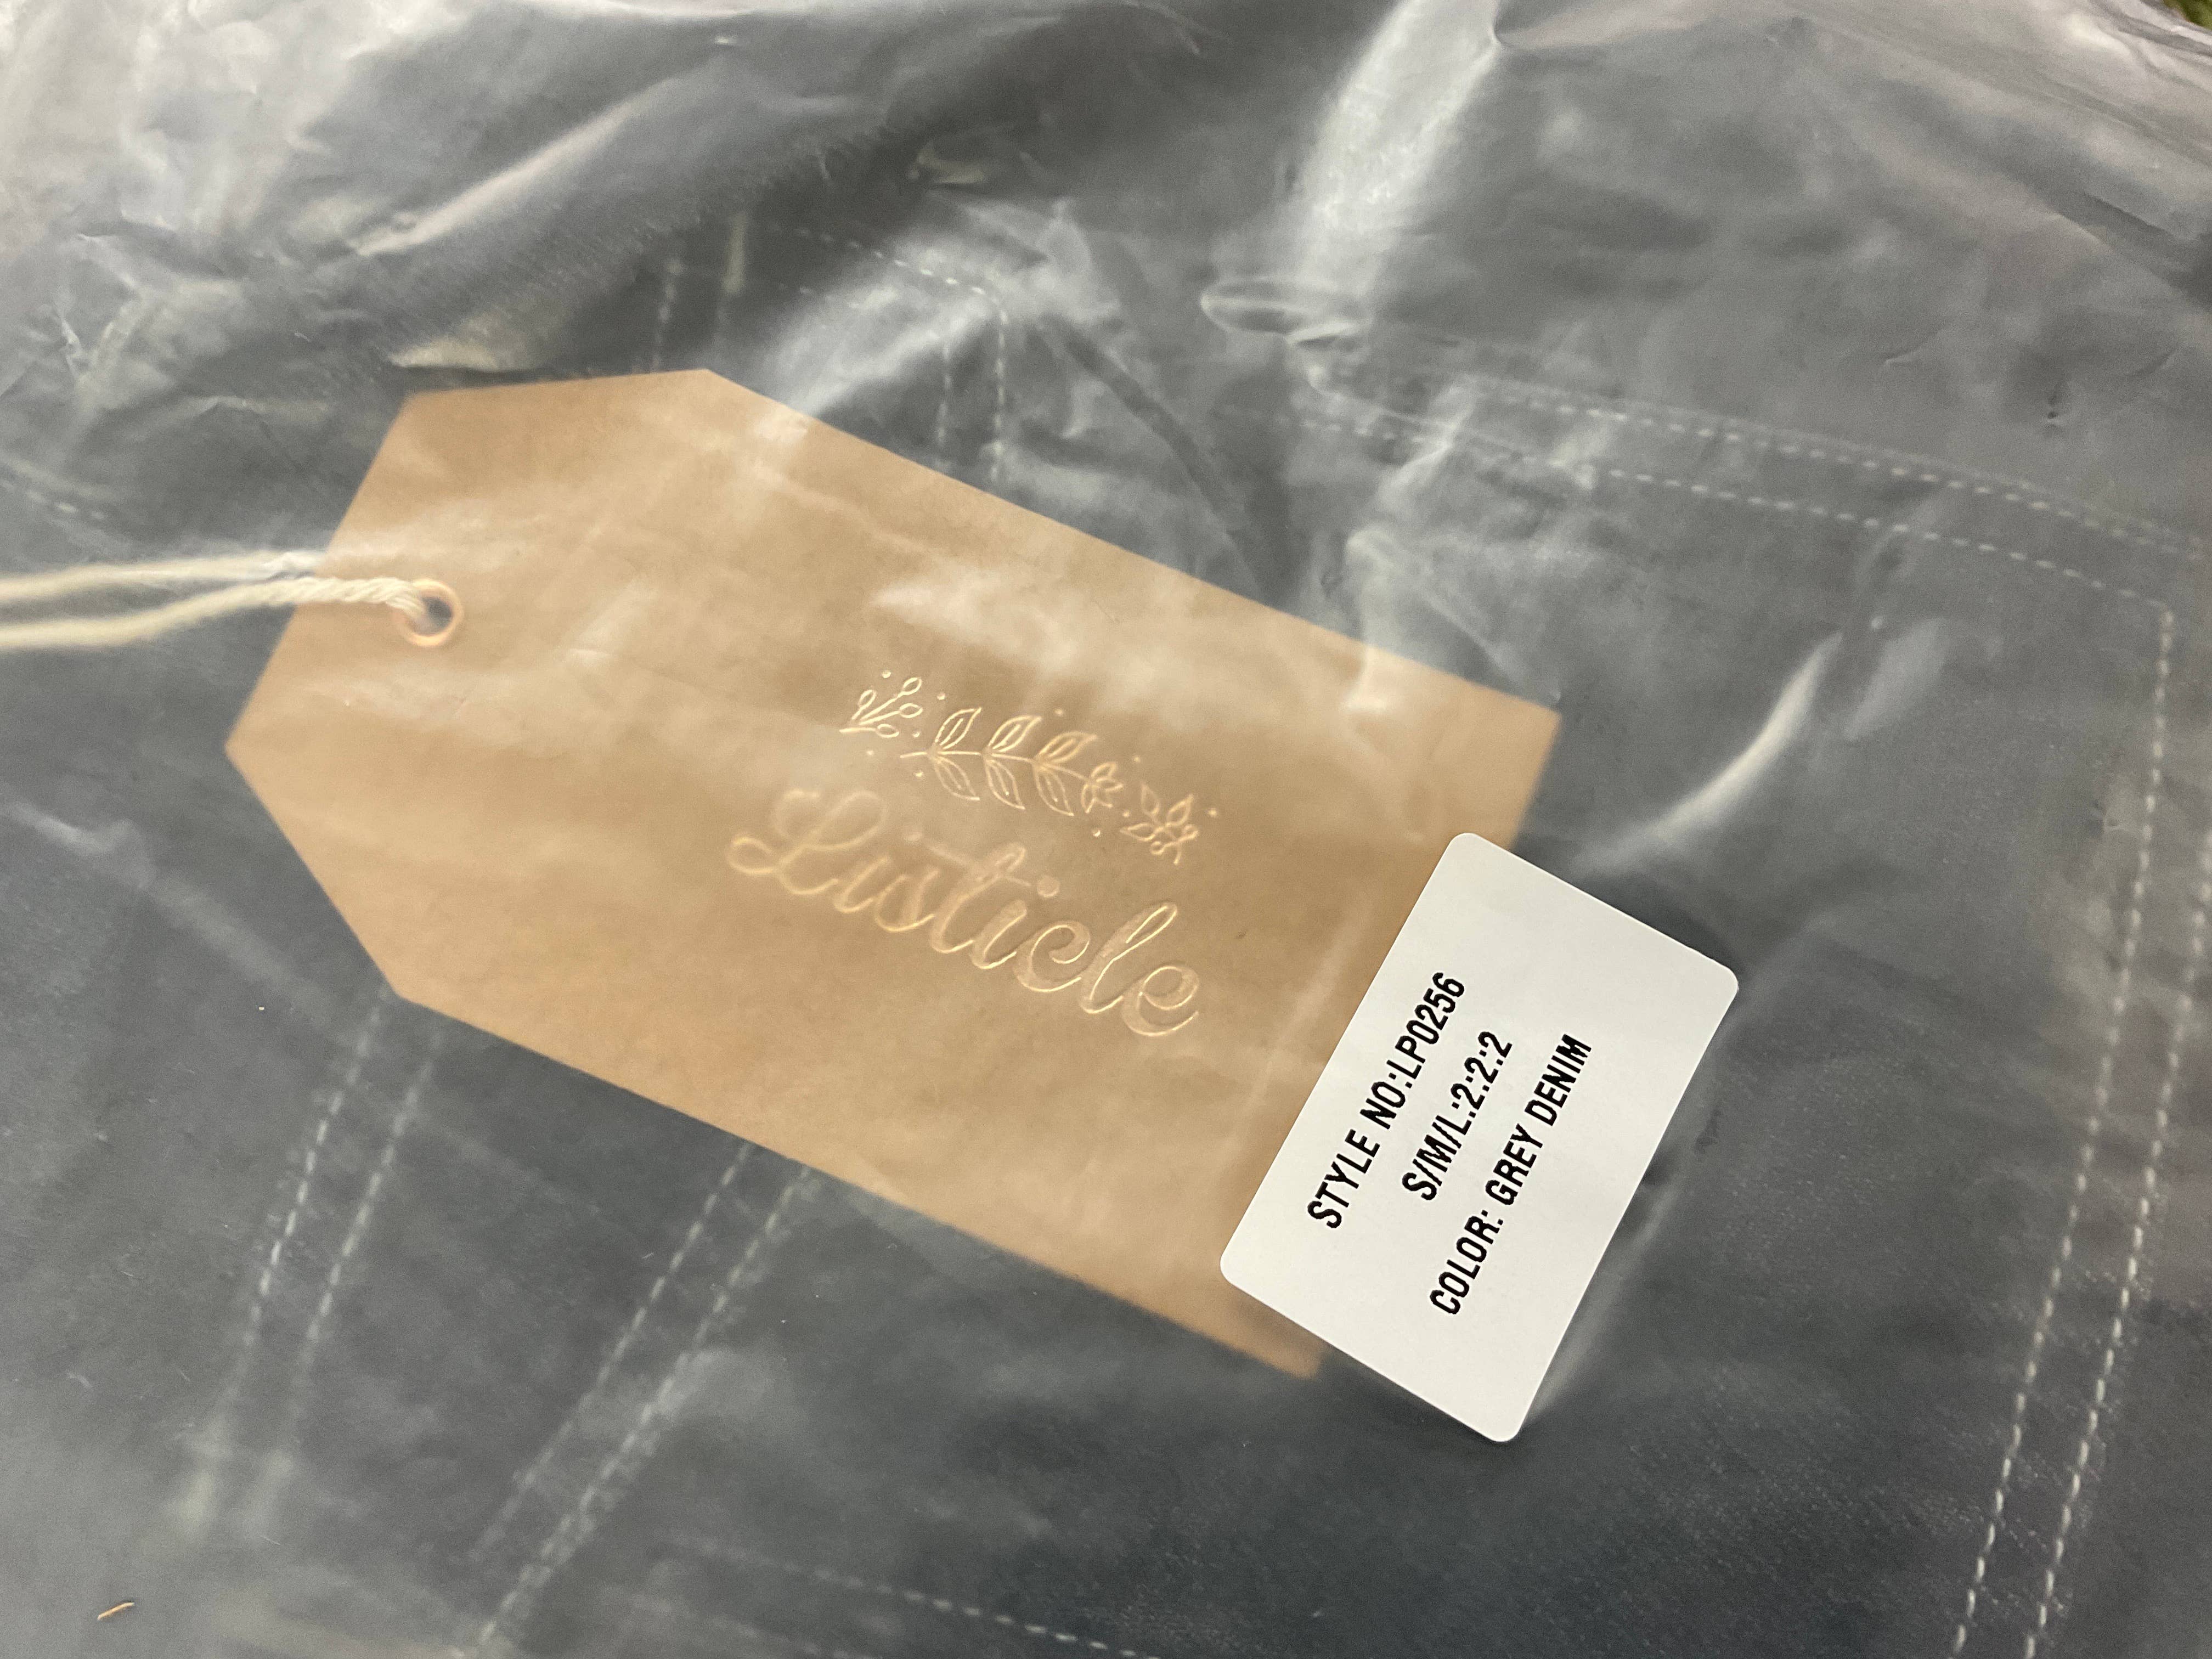 Listicle
STYLE NO:LP0256
S/M/L:2:2:2
COLOR: GREY DENIM